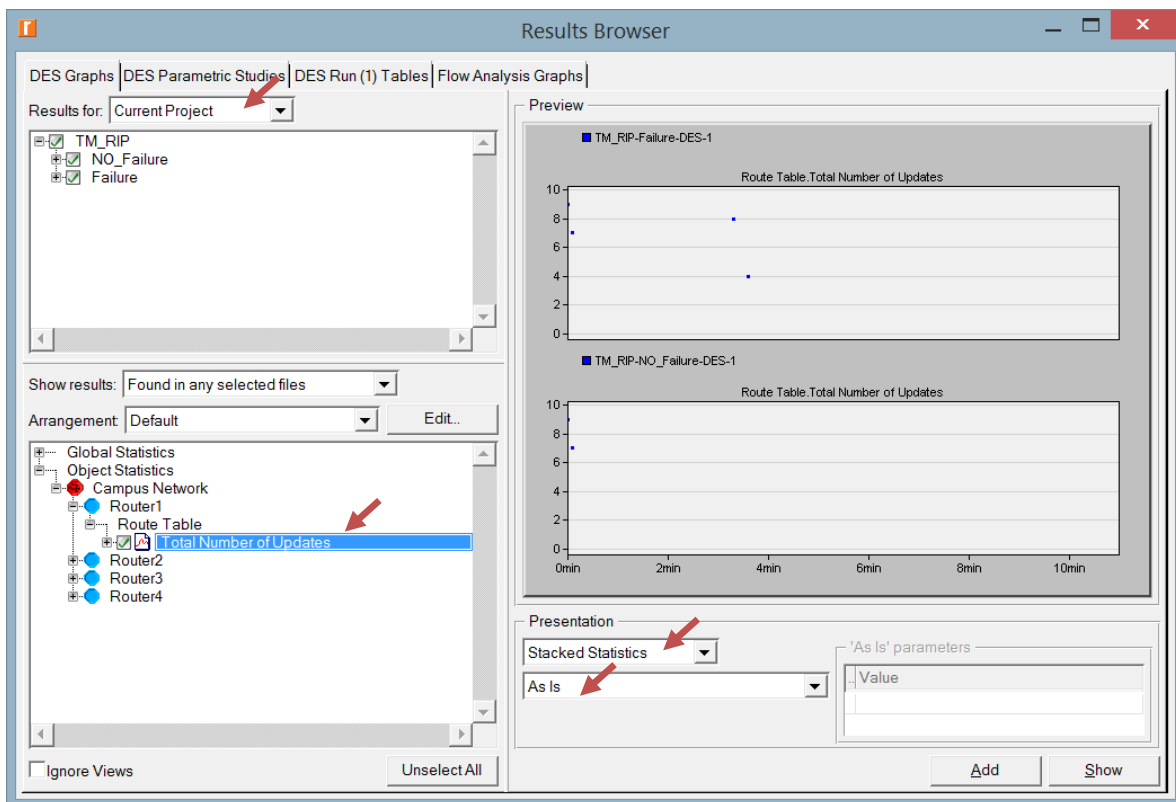 Results Browser
DES Graphs DES Parametric Studies DES Run (1) Tables Flow Analysis Graphs
Results for: Current Project
TM_RIP
NO_Failure
Failure
Show results: Found in any selected files
Arrangement: Default Edit...
Global Statistics
Object Statistics
Campus Network
Router1
Route Table
Total Number of Updates
Router2
Router3
Router4
Ignore Views Unselect All
Preview
TM_RIP-Failure-DES-1
Route Table.Total Number of Updates
10
8
6
4
2
0
TM_RIP-NO_Failure-DES-1
Route Table.Total Number of Updates
10
8
6
4
2
0
0min 2min 4min 6min 8min 10min
Presentation
Stacked Statistics
As Is
'As Is' parameters
.. Value
Add Show